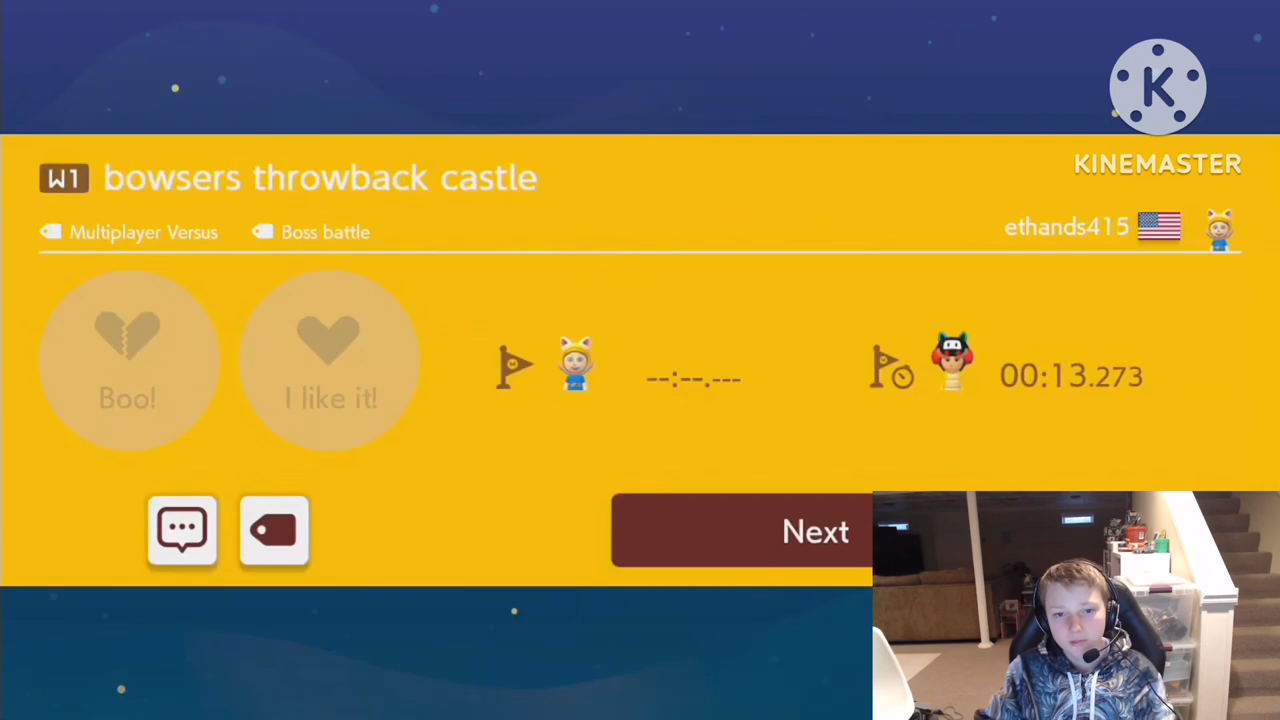 K
KINEMASTER
W1 bowsers throwback castle
Multiplayer Versus Boss battle
ethands415
M
M
Boo!
I like it!
--:--.---
00:13.273
Next